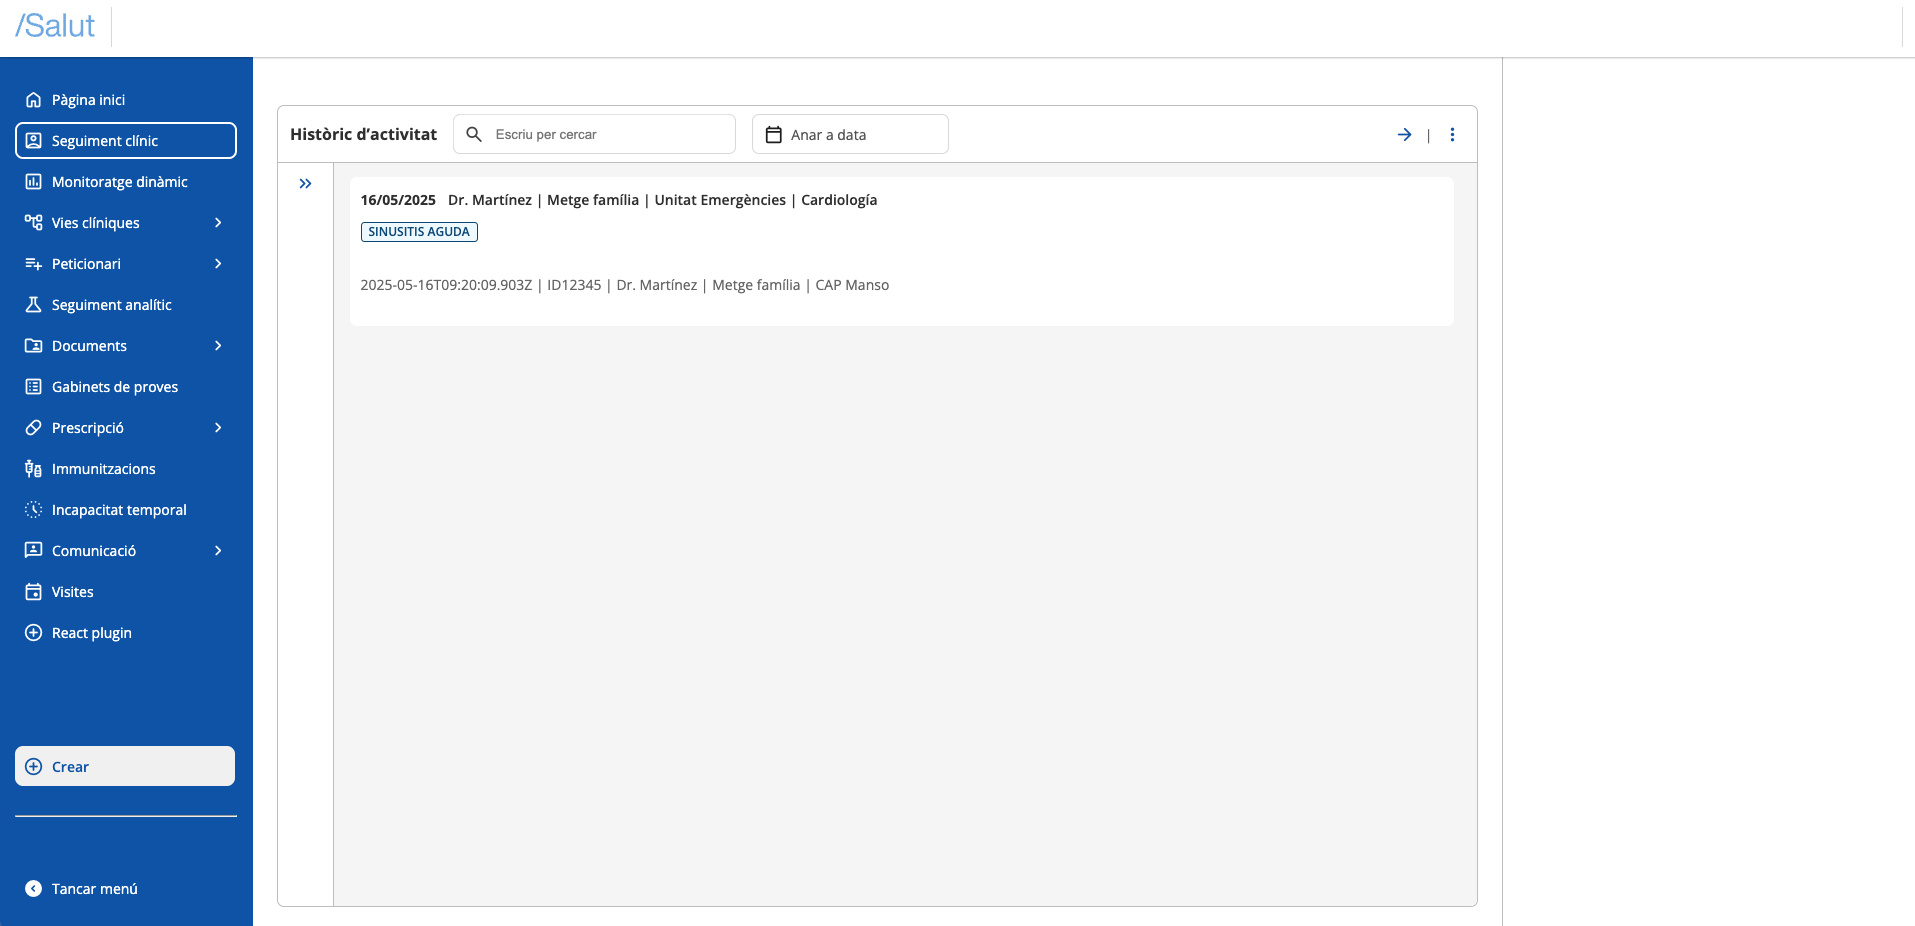 /Salut
Pàgina inici
Seguiment clínic
Monitoratge dinàmic
Vies clíniques
Peticionari
Seguiment analític
Documents
Gabinets de proves
Prescripció
Immunitzacions
Incapacitat temporal
Comunicació
Visites
React plugin
Crear
Tancar menú
Històric d’activitat
Escriu per cercar
Anar a data
|
16/05/2025 Dr. Martínez | Metge família | Unitat Emergències | Cardiología
SINUSITIS AGUDA
2025-05-16T09:20:09.903Z | ID12345 | Dr. Martínez | Metge família | CAP Manso